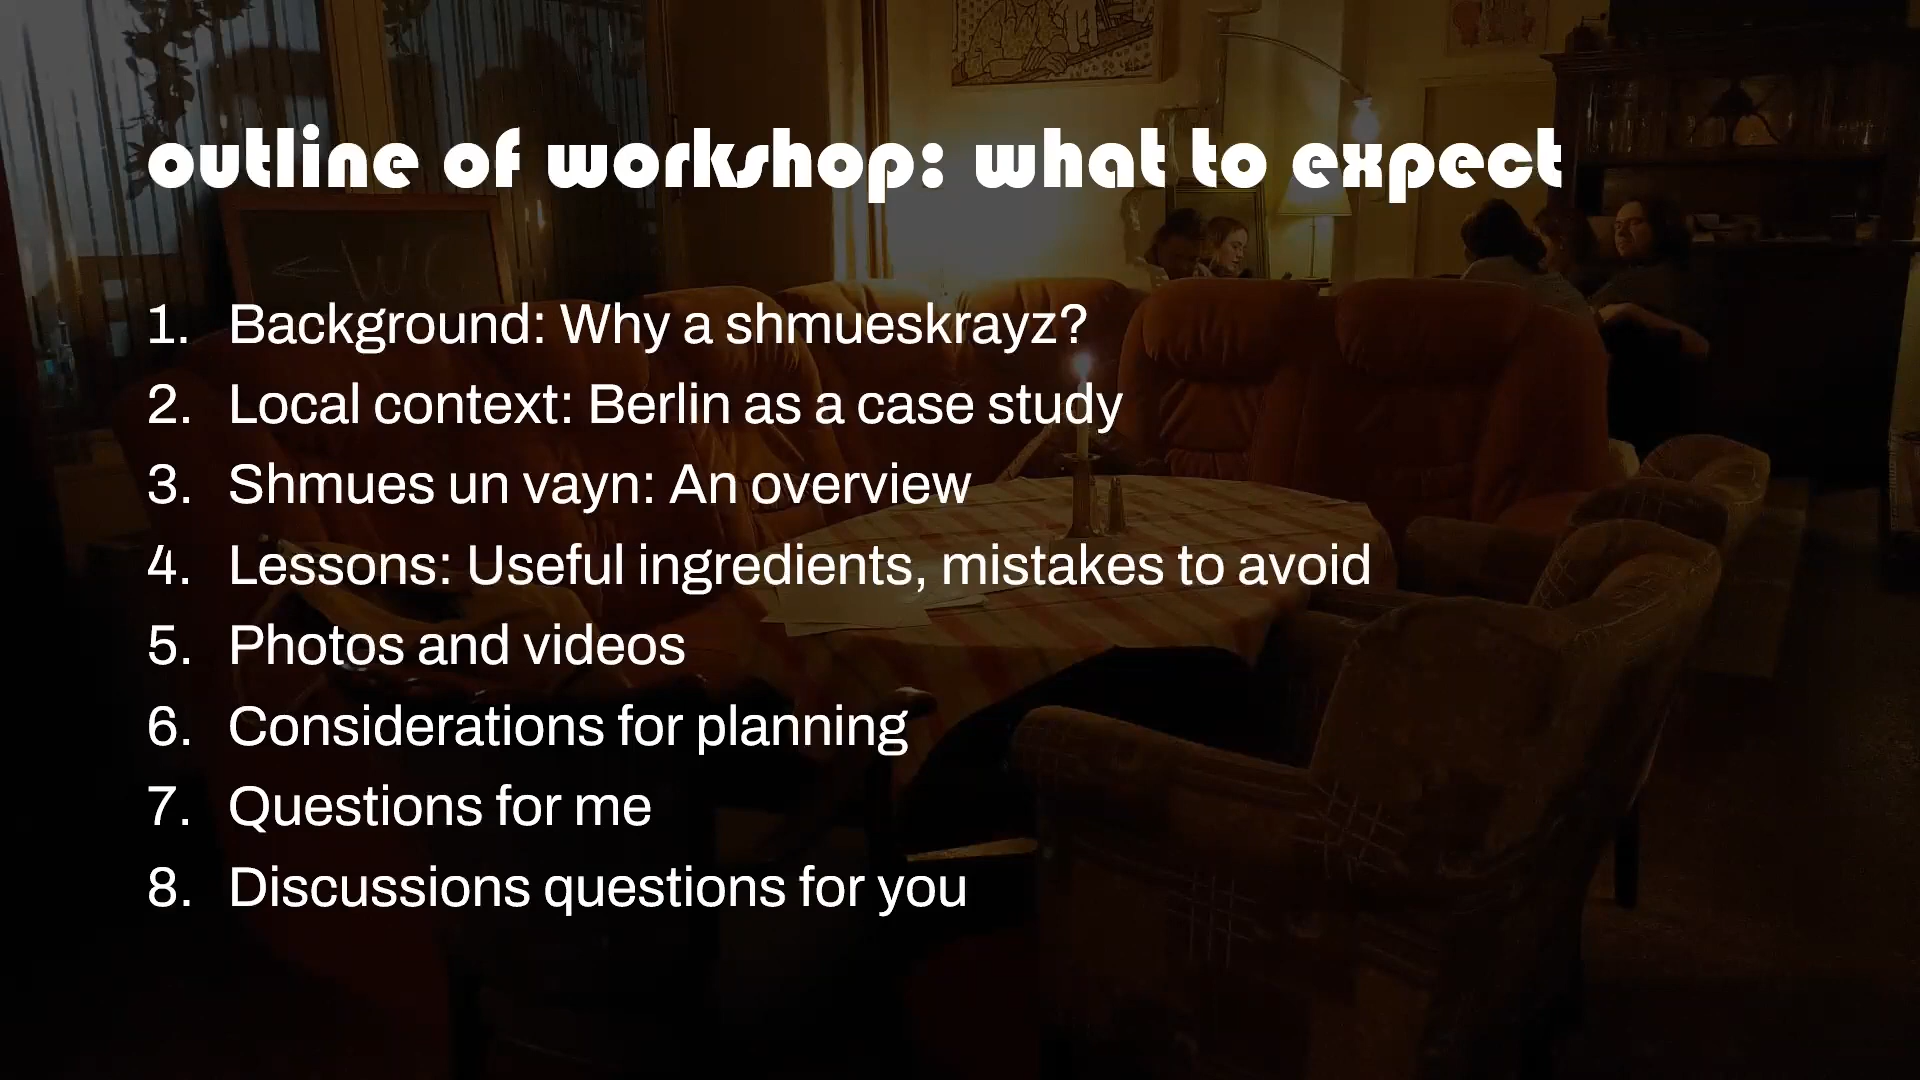 outline of workshop: what to expect
1. Background: Why a shmueskrayz?
2. Local context: Berlin as a case study
3. Shmues un vayn: An overview
4. Lessons: Useful ingredients, mistakes to avoid
5. Photos and videos
6. Considerations for planning
7. Questions for me
8. Discussions questions for you
WC